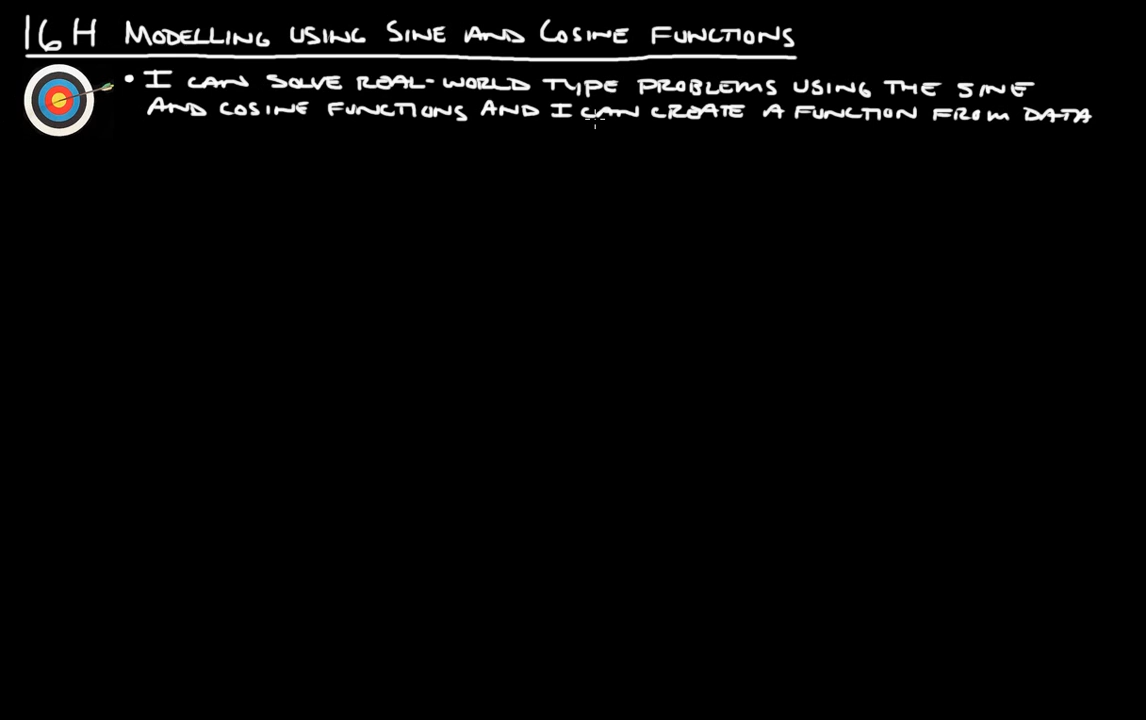 16H MODELLING USING SINE AND COSINE FUNCTIONS
• I CAN SOLVE REAL-WORLD TYPE PROBLEMS USING THE SINE
AND COSINE FUNCTIONS AND I CAN CREATE A FUNCTION FROM DATA